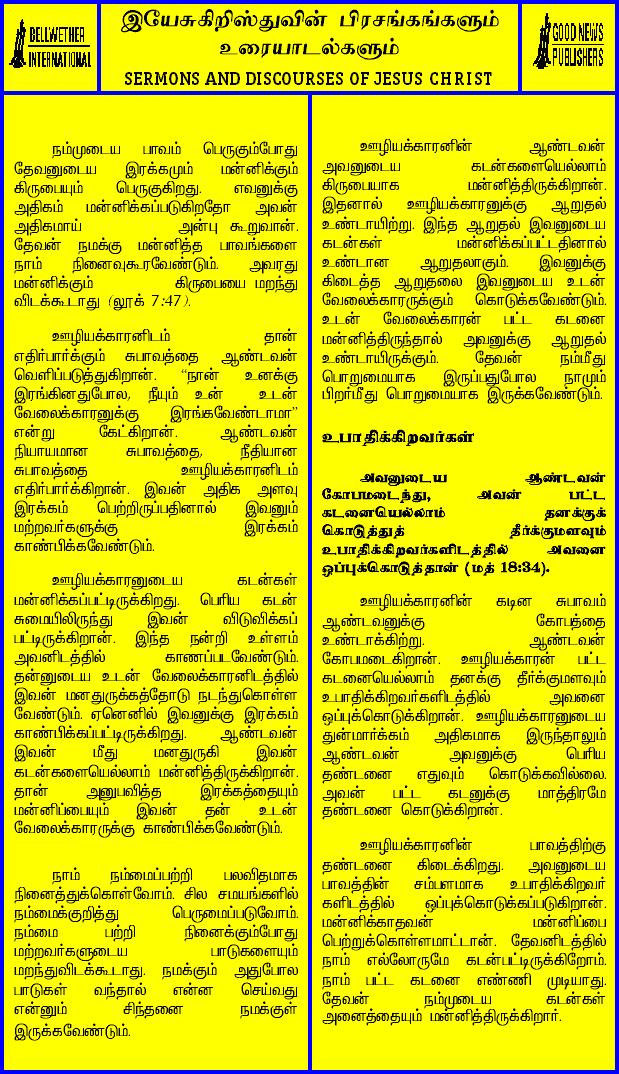 BELLWETHER
INTERNATIONAL
இயேசுகிறிஸ்துவின் பிரசங்கங்களும்
உரையாடல்களும்
SERMONS AND DISCOURSES OF JESUS CHRIST
GOOD NEWS
PUBLISHERS
நம்முடைய பாவம் பெருகும்போது
தேவனுடைய இரக்கமும் மன்னிக்கும்
கிருபையும் பெருகுகிறது. எவனுக்கு
அதிகம் மன்னிக்கப்படுகிறதோ அவன்
அதிகமாய் அன்பு கூறுவான்.
தேவன் நமக்கு மன்னித்த பாவங்களை
நாம் நினைவுகூரவேண்டும். அவரது
மன்னிக்கும் கிருபையை மறந்து
விடக்கூடாது (லூக் 7:47).
ஊழியக்காரனிடம் தான்
எதிர்பார்க்கும் சுபாவத்தை ஆண்டவன்
வெளிப்படுத்துகிறான். “நான் உனக்கு
இரங்கினதுபோல, நீயும் உன் உடன்
வேலைக்காரனுக்கு இரங்கவேண்டாமா”
என்று கேட்கிறான். ஆண்டவன்
நியாயமான சுபாவத்தை, நீதியான
சுபாவத்தை ஊழியக்காரனிடம்
எதிர்பார்க்கிறான். இவன் அதிக அளவு
இரக்கம் பெற்றிருப்பதினால் இவனும்
மற்றவர்களுக்கு இரக்கம்
காண்பிக்கவேண்டும்.
ஊழியக்காரனுடைய கடன்கள்
மன்னிக்கப்பட்டிருக்கிறது. பெரிய கடன்
சுமையிலிருந்து இவன் விடுவிக்கப்
பட்டிருக்கிறான். இந்த நன்றி உள்ளம்
அவனிடத்தில் காணப்படவேண்டும்.
தன்னுடைய உடன் வேலைக்காரனிடத்தில்
இவன் மனதுருக்கத்தோடு நடந்துகொள்ள
வேண்டும். ஏனெனில் இவனுக்கு இரக்கம்
காண்பிக்கப்பட்டிருக்கிறது. ஆண்டவன்
இவன் மீது மனதுருகி இவன்
கடன்களையெல்லாம் மன்னித்திருக்கிறான்.
தான் அனுபவித்த இரக்கத்தையும்
மன்னிப்பையும் இவன் தன் உடன்
வேலைக்காரருக்கு காண்பிக்கவேண்டும்.
நாம் நம்மைப்பற்றி பலவிதமாக
நினைத்துக்கொள்வோம். சில சமயங்களில்
நம்மைக்குறித்து பெருமைப்படுவோம்.
நம்மை பற்றி நினைக்கும்போது
மற்றவர்களுடைய பாடுகளையும்
மறந்துவிடக்கூடாது. நமக்கும் அதுபோல
பாடுகள் வந்தால் என்ன செய்வது
என்னும் சிந்தனை நமக்குள்
இருக்கவேண்டும்.
ஊழியக்காரனின் ஆண்டவன்
அவனுடைய கடன்களையெல்லாம்
கிருபையாக மன்னித்திருக்கிறான்.
இதனால் ஊழியக்காரனுக்கு ஆறுதல்
உண்டாயிற்று. இந்த ஆறுதல் இவனுடைய
கடன்கள் மன்னிக்கப்பட்டதினால்
உண்டான ஆறுதலாகும். இவனுக்கு
கிடைத்த ஆறுதலை இவனுடைய உடன்
வேலைக்காரருக்கும் கொடுக்கவேண்டும்.
உடன் வேலைக்காரன் பட்ட கடனை
மன்னித்திருந்தால் அவனுக்கு ஆறுதல்
உண்டாயிருக்கும். தேவன் நம்மீது
பொறுமையாக இருப்பதுபோல நாமும்
பிறர்மீது பொறுமையாக இருக்கவேண்டும்.
உபாதிக்கிறவர்கள்
அவனுடைய ஆண்டவன்
கோபமடைந்து, அவன் பட்ட
கடனையெல்லாம் தனக்குக்
கொடுத்துத் தீர்க்குமளவும்
உபாதிக்கிறவர்களிடத்தில் அவனை
ஒப்புக்கொடுத்தான் (மத் 18:34).
ஊழியக்காரனின் கடின சுபாவம்
ஆண்டவனுக்கு கோபத்தை
உண்டாக்கிற்று. ஆண்டவன்
கோபமடைகிறான். ஊழியக்காரன் பட்ட
கடனையெல்லாம் தனக்கு தீர்க்குமளவும்
உபாதிக்கிறவர்களிடத்தில் அவனை
ஒப்புக்கொடுக்கிறான். ஊழியக்காரனுடைய
துன்மார்க்கம் அதிகமாக இருந்தாலும்
ஆண்டவன் அவனுக்கு பெரிய
தண்டனை எதுவும் கொடுக்கவில்லை.
அவன் பட்ட கடனுக்கு மாத்திரமே
தண்டனை கொடுக்கிறான்.
ஊழியக்காரனின் பாவத்திற்கு
தண்டனை கிடைக்கிறது. அவனுடைய
பாவத்தின் சம்பளமாக உபாதிக்கிறவர்
களிடத்தில் ஒப்புக்கொடுக்கப்படுகிறான்.
மன்னிக்காதவன் மன்னிப்பை
பெற்றுக்கொள்ளமாட்டான். தேவனிடத்தில்
நாம் எல்லோருமே கடன்பட்டிருக்கிறோம்.
நாம் பட்ட கடனை எண்ணி முடியாது.
தேவன் நம்முடைய கடன்கள்
அனைத்தையும் மன்னித்திருக்கிறார்.